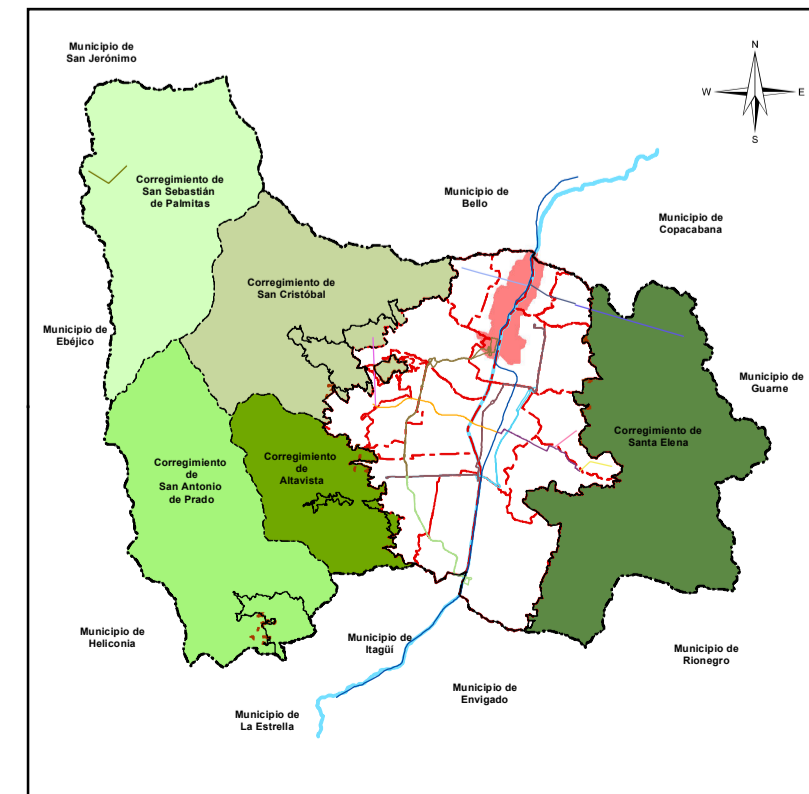 Municipio de
San Jerónimo
N
W
E
S
Corregimiento de
San Sebastián
de Palmitas
Municipio de
Bello
Municipio de
Copacabana
Corregimiento de
San Cristóbal
Municipio de
Ebéjico
Municipio de
Guarne
Corregimiento de
Santa Elena
Corregimiento
de
Altavista
Corregimiento
de
San Antonio
de Prado
Municipio de
Heliconia
Municipio de
Itagüí
Municipio de
Rionegro
Municipio de
Envigado
Municipio de
La Estrella